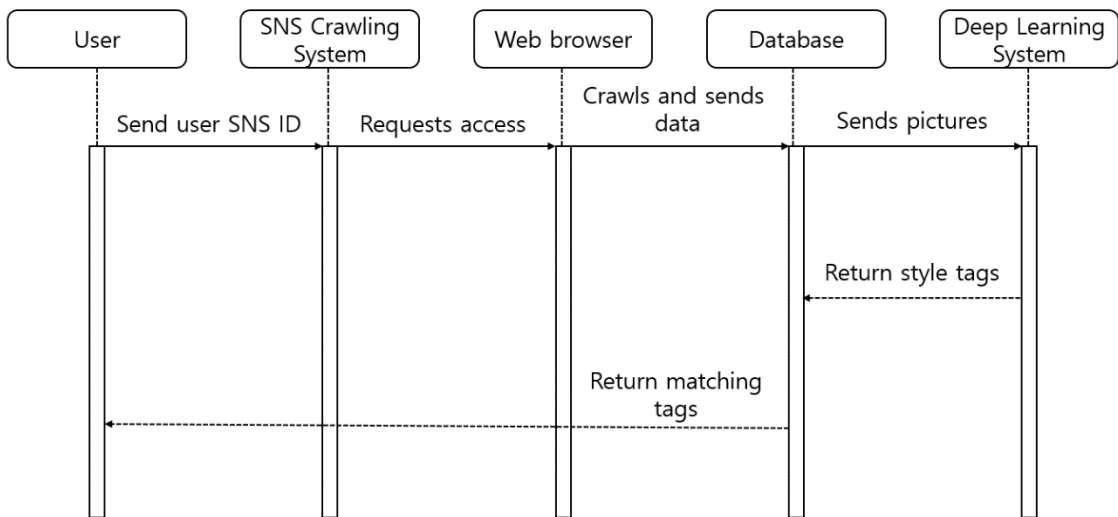 User
SNS Crawling
System
Web browser
Database
Deep Learning
System
Send user SNS ID
Requests access
Crawls and sends
data
Sends pictures
Return style tags
Return matching
tags